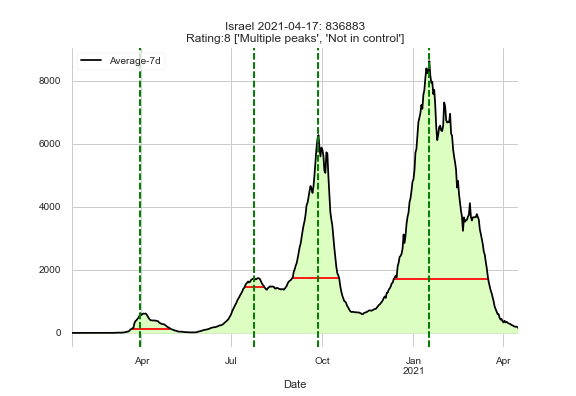 Israel 2021-04-17: 836883
Rating:8 ['Multiple peaks', 'Not in control']
Average-7d
8000
6000
4000
2000
0
Apr
Jul
Oct
Jan
2021
Apr
Date